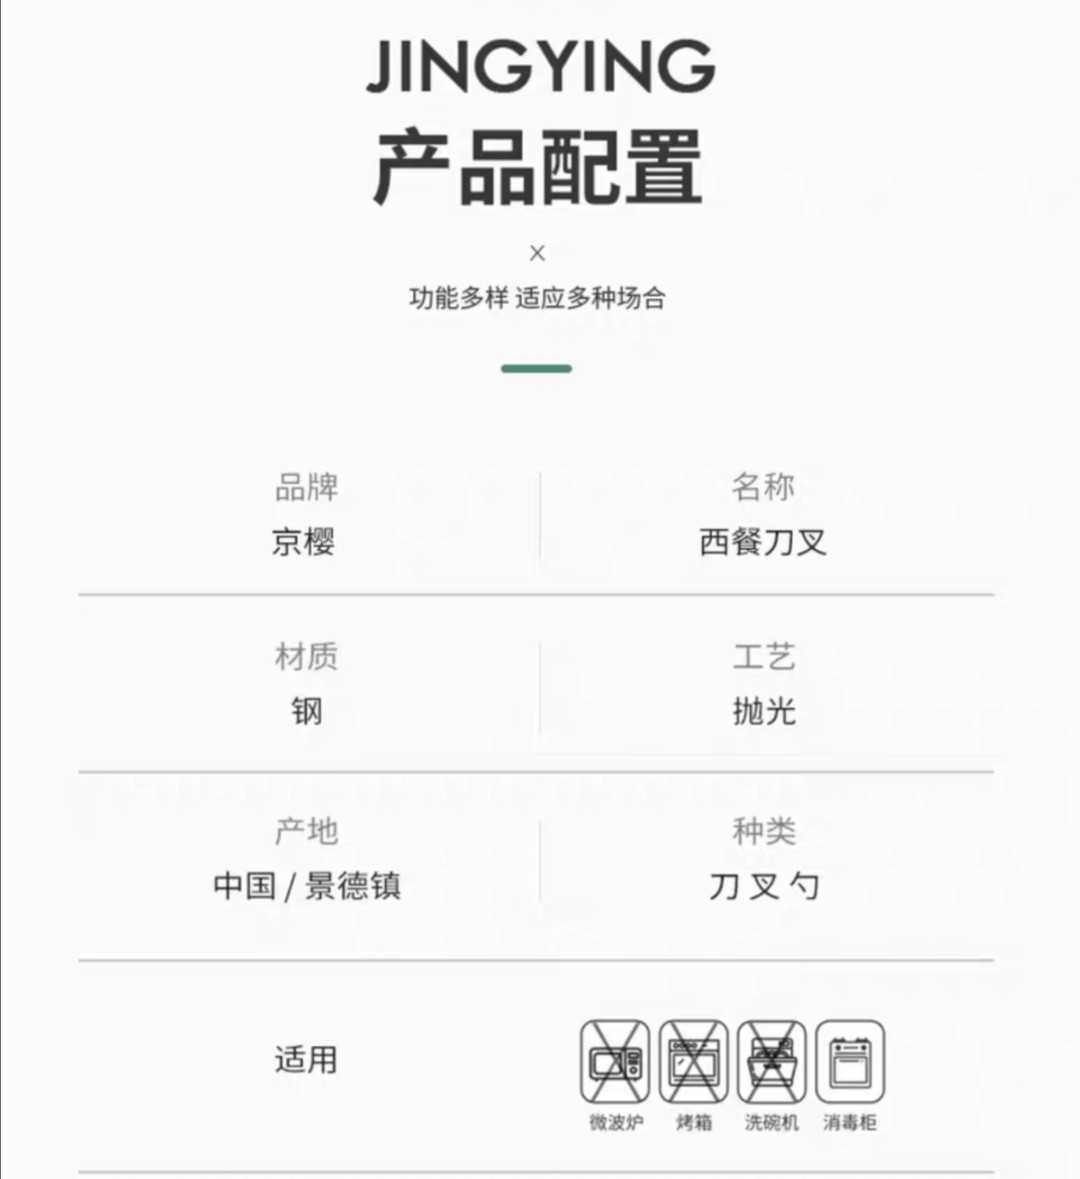 JINGYING
产品配置
×
功能多样 适应多种场合
品牌 名称
京樱 西餐刀叉
材质 工艺
钢 抛光
产地 种类
中国 / 景德镇 刀 叉 勺
适用
微波炉 烤箱 洗碗机 消毒柜